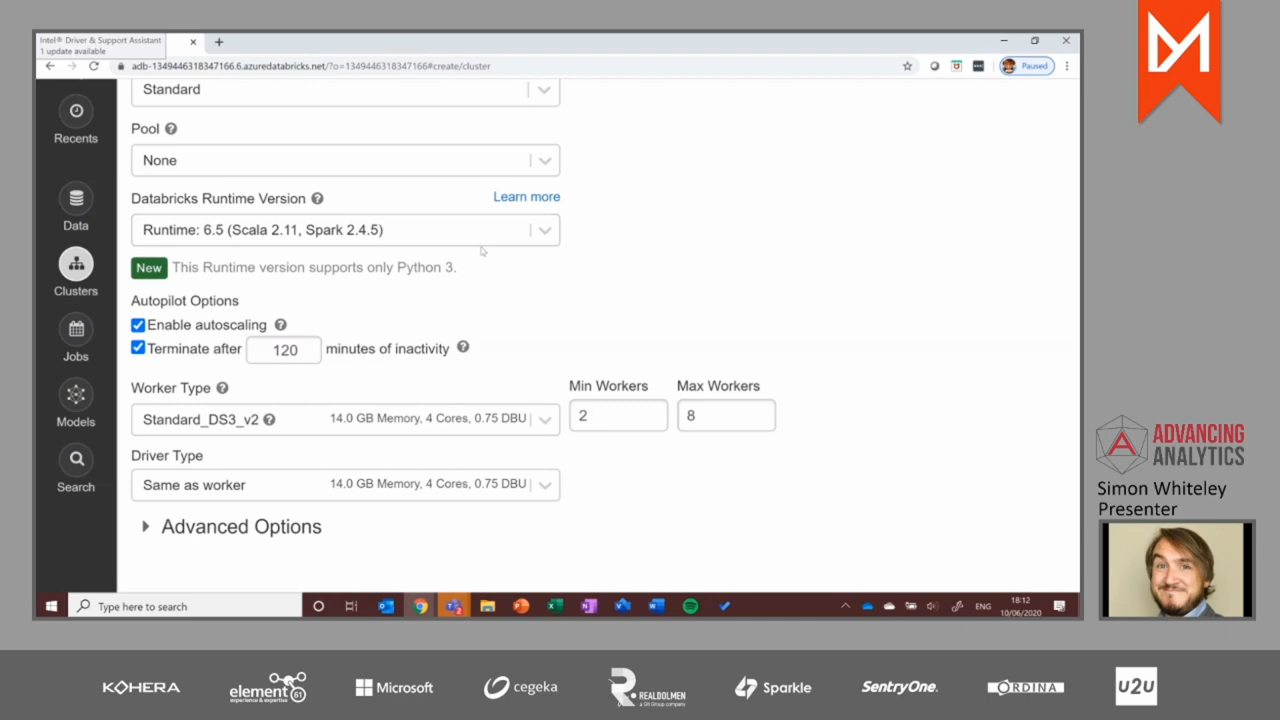 Intel® Driver & Support Assistant
1 update available
adb-1349446318347166.6.azuredatabricks.net/?o=1349446318347166#create/cluster
Paused
Standard
Recents
Pool
None
Databricks Runtime Version
Learn more
Data
Runtime: 6.5 (Scala 2.11, Spark 2.4.5)
New This Runtime version supports only Python 3.
Clusters
Autopilot Options
Enable autoscaling
Terminate after 120 minutes of inactivity
Jobs
Worker Type
Min Workers
Max Workers
Standard_DS3_v2 14.0 GB Memory, 4 Cores, 0.75 DBU
2
8
Models
Driver Type
Same as worker 14.0 GB Memory, 4 Cores, 0.75 DBU
Search
Advanced Options
Type here to search
ENG
18:12
10/06/2020
ADVANCING
ANALYTICS
Simon Whiteley
Presenter
KOHERA
element 61
experience & expertise
Microsoft
cegeka
REALDOLMEN
a Gfi Group company
Sparkle
SentryOne.
ORDINA
U2U